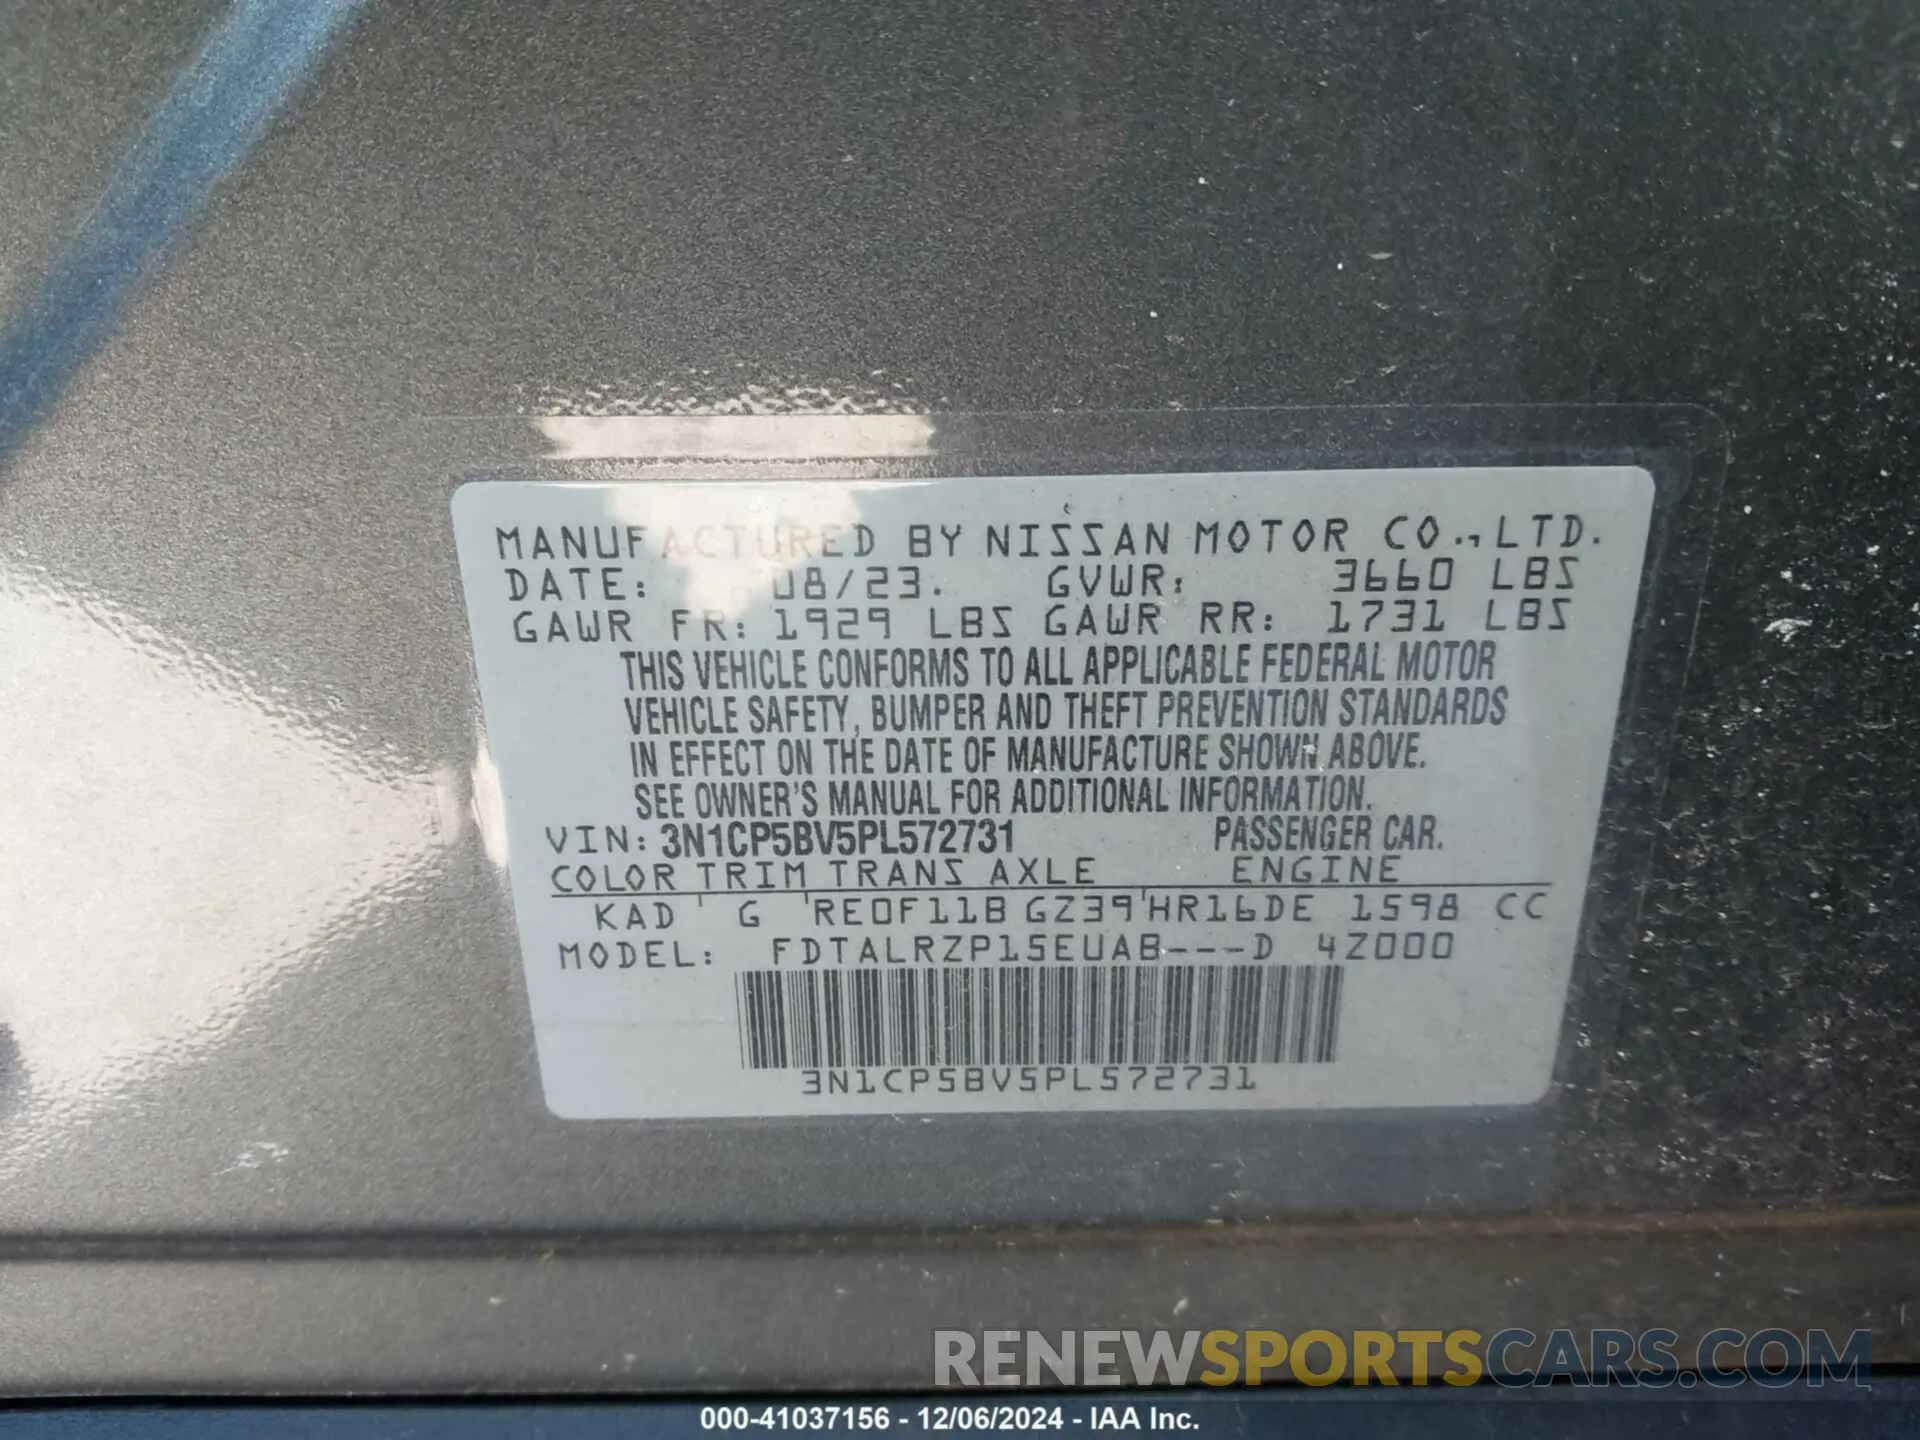 MANUFACTURED BY NISSAN MOTOR CO., LTD.
DATE: 08/23. GVWR: 3660 LBS
GAWR FR: 1929 LBS GAWR RR: 1731 LBS
THIS VEHICLE CONFORMS TO ALL APPLICABLE FEDERAL MOTOR
VEHICLE SAFETY, BUMPER AND THEFT PREVENTION STANDARDS
IN EFFECT ON THE DATE OF MANUFACTURE SHOWN ABOVE.
SEE OWNER'S MANUAL FOR ADDITIONAL INFORMATION.
VIN: 3N1CP5BV5PL572731 PASSENGER CAR.
COLOR TRIM TRANS AXLE ENGINE
KAD G RE0F11B GZ39 HR16DE 1598 CC
MODEL: FDTALRZP15EUAB---D 4Z000
3N1CP5BV5PL572731
RENEWSPORTSCARS.COM
000-41037156 - 12/06/2024 - IAA Inc.